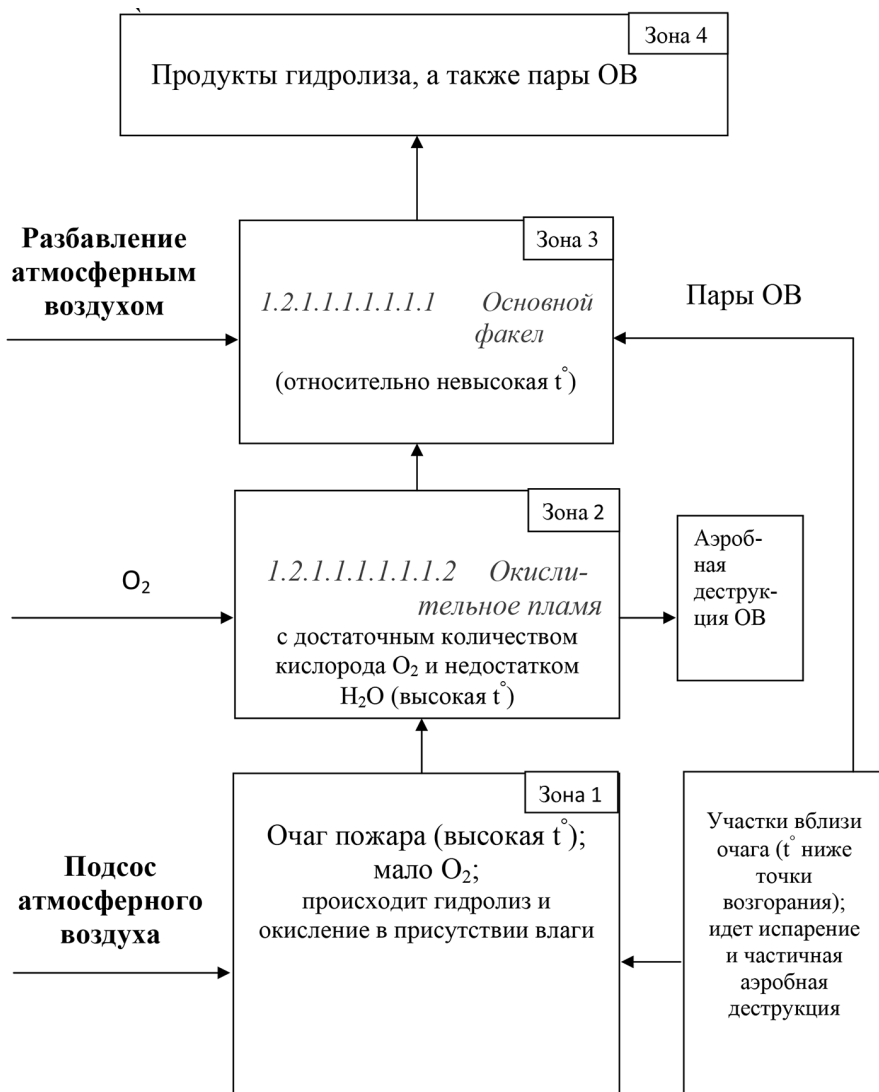 Зона 4
Продукты гидролиза, а также пары ОВ
Разбавление
атмосферным
воздухом
Зона 3
1.2.1.1.1.1.1.1.1 Основной
факел
(относительно невысокая t°)
Пары ОВ
O₂
Зона 2
1.2.1.1.1.1.1.1.2 Окисли-
тельное пламя
с достаточным количеством
кислорода О₂ и недостатком
Н₂О (высокая t°)
Аэроб-
ная
деструк-
ция ОВ
Подсос
атмосферного
воздуха
Зона 1
Очаг пожара (высокая t°);
мало О₂;
происходит гидролиз и
окисление в присутствии влаги
Участки вблизи
очага (t° ниже
точки
возгорания);
идет испарение
и частичная
аэробная
деструкция